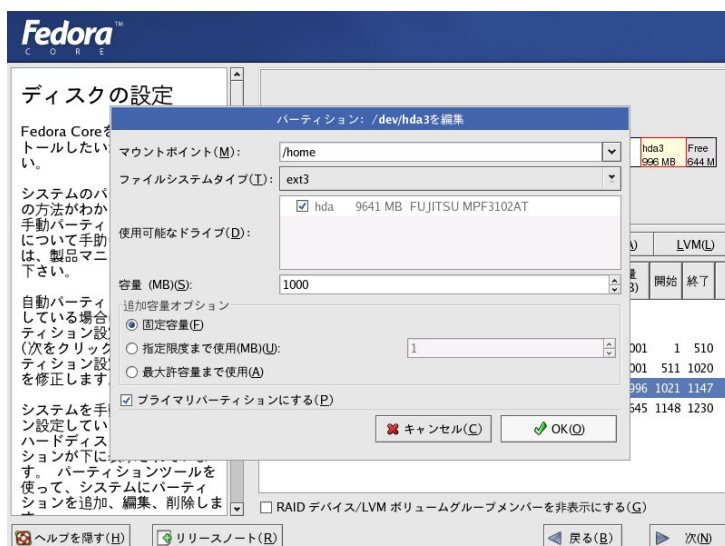 Fedora™
CORE
ディスクの設定
Fedora Coreを
トールしたい
い。
システムのパ
の方法がわか
手動パーティ
について手助
は、製品マニ
下さい。
自動パーティ
している場合
ティション設
(次をクリック
ティション設
を修正します
システムを手
ン設定してい
ハードディス
ションが下に
す。 パーティションツールを
使って、システムにパーティ
ションを追加、編集、削除しま
パーティション: /dev/hda3を編集
マウントポイント(M):
/home
ファイルシステムタイプ(T):
ext3
使用可能なドライブ(D):
hda 9641 MB FUJITSU MPF3102AT
容量 (MB)(S):
1000
追加容量オプション
固定容量(F)
指定限度まで使用(MB)(U):
1
最大許容量まで使用(A)
プライマリパーティションにする(P)
キャンセル(C)
OK(O)
hda3
996 MB
Free
644 M
LVM(L)
開始 終了
001 1 510
001 511 1020
996 1021 1147
645 1148 1230
RAID デバイス/LVM ボリュームグループメンバーを非表示にする(G)
ヘルプを隠す(H)
リリースノート(R)
戻る(B)
次(N)